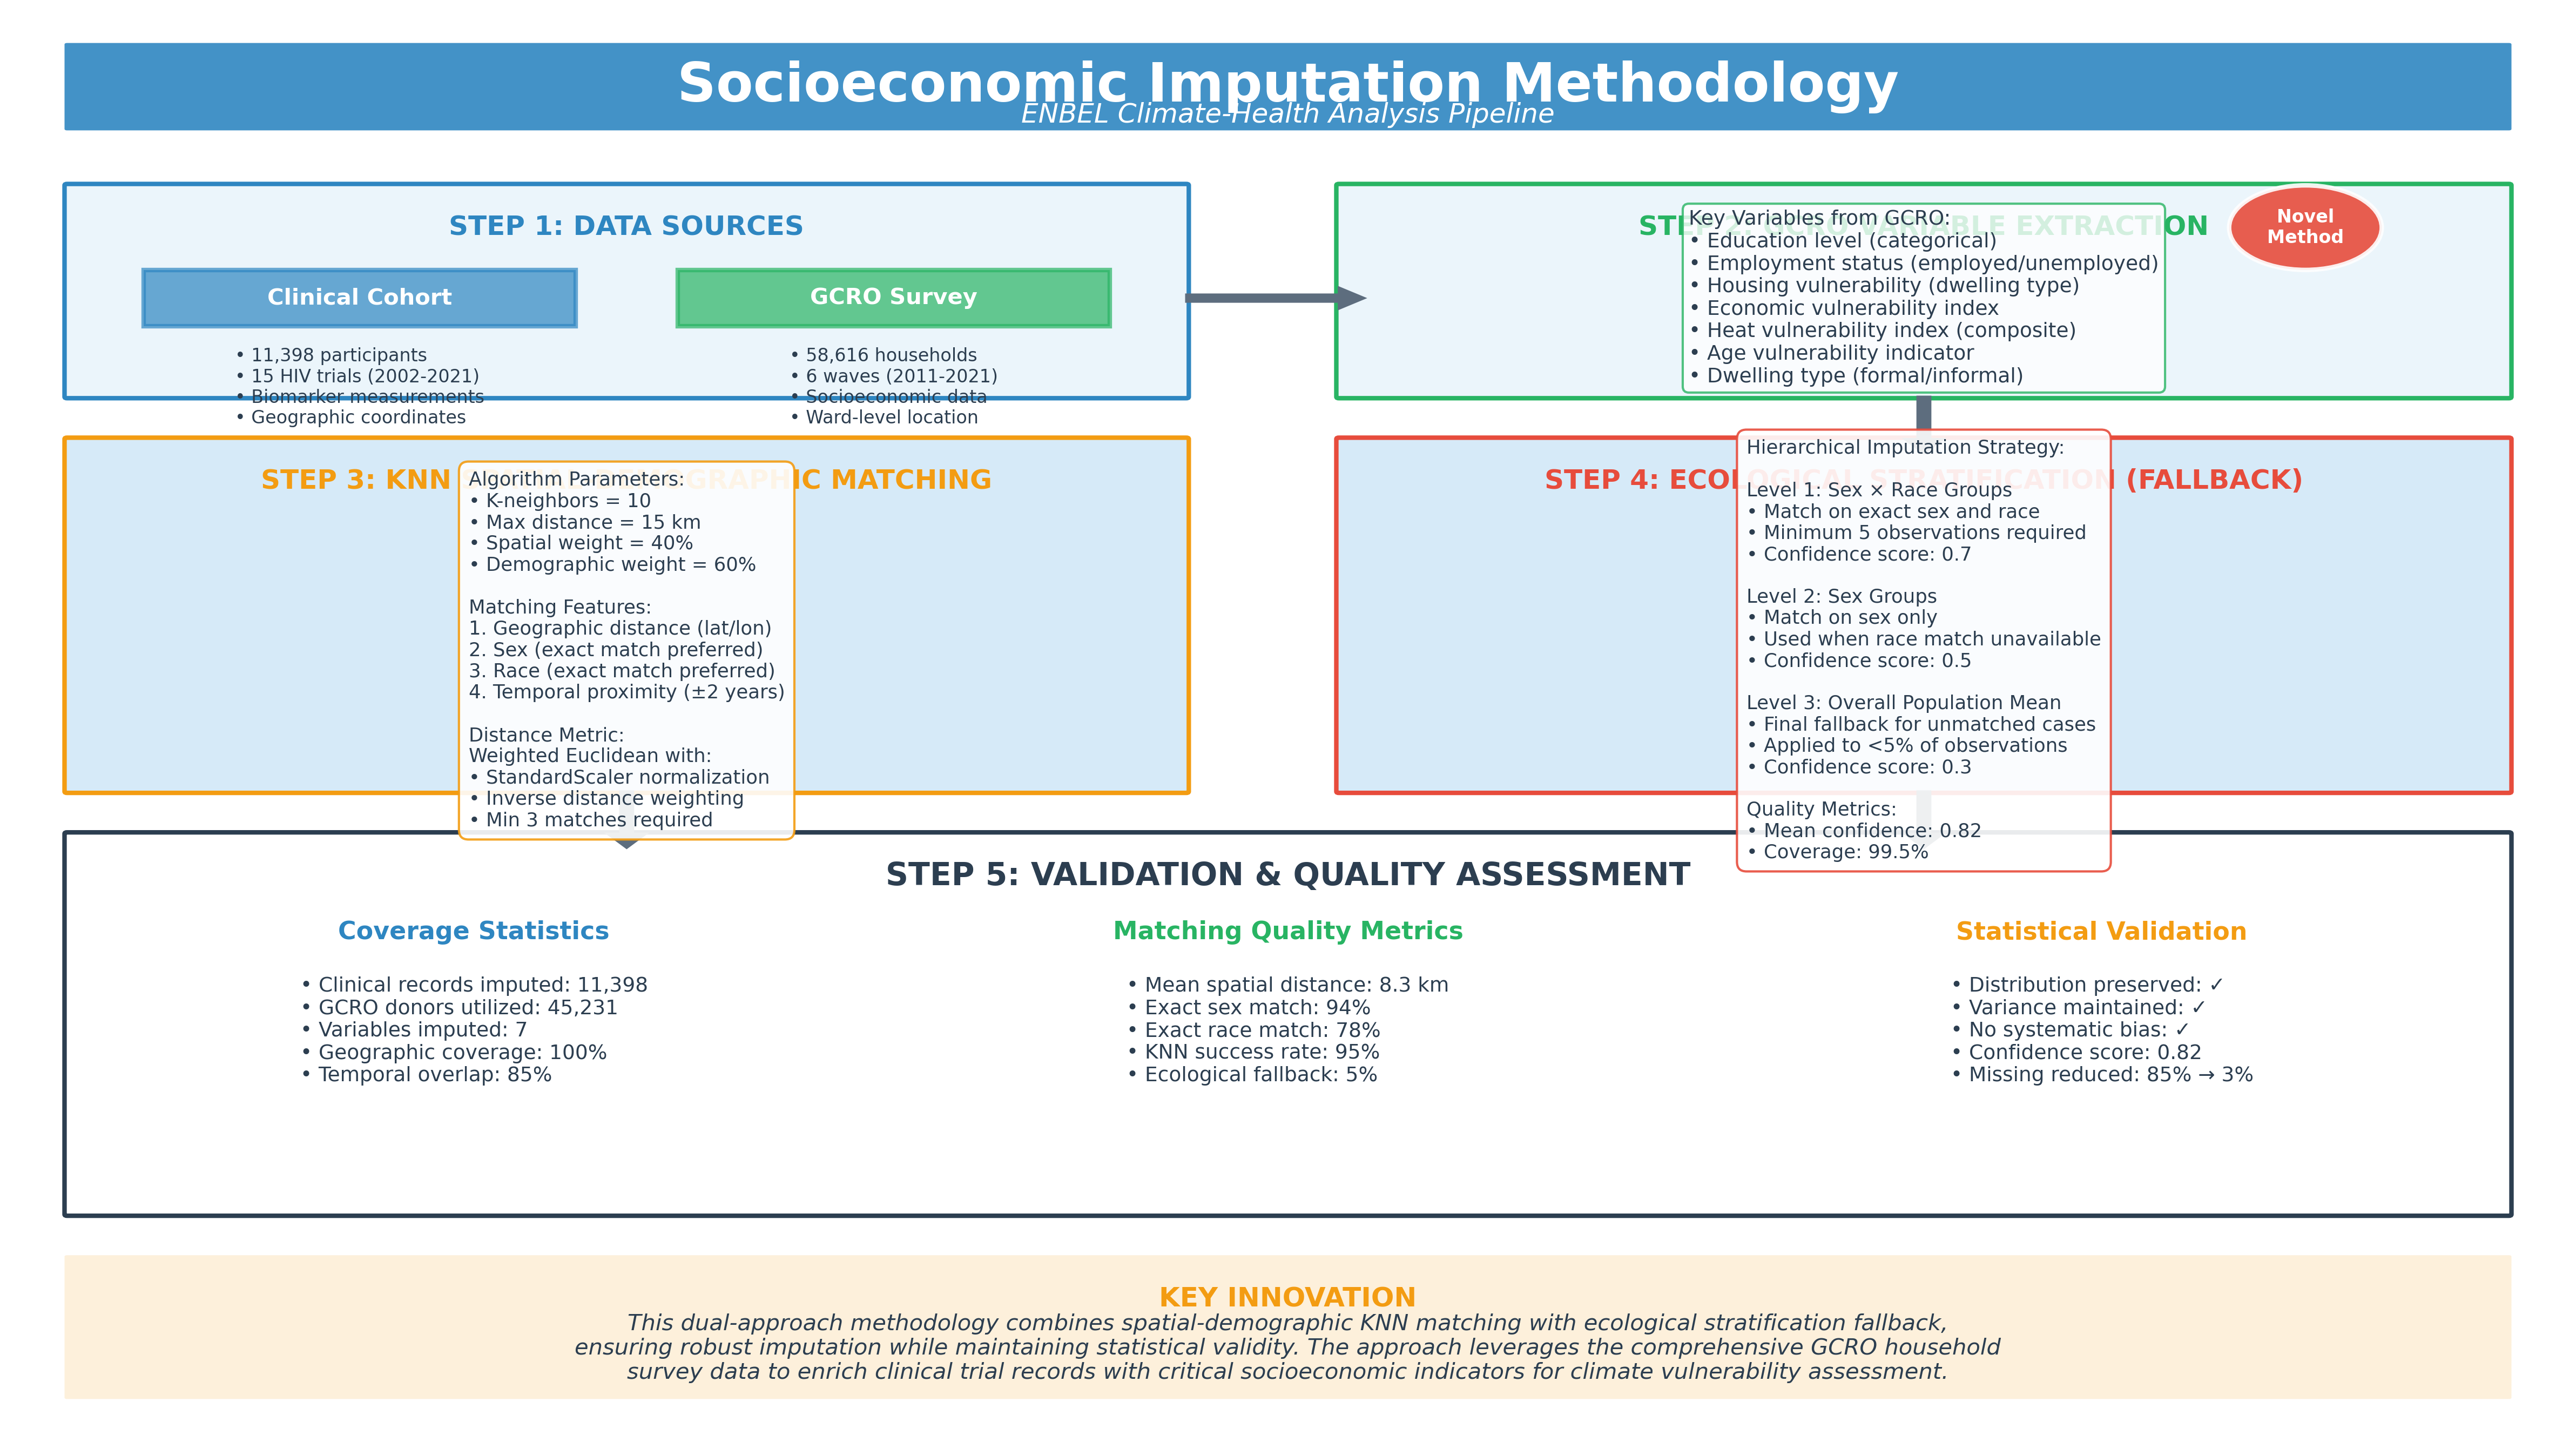 Socioeconomic Imputation Methodology
ENBEL Climate-Health Analysis Pipeline
STEP 1: DATA SOURCES
Clinical Cohort
• 11,398 participants
• 15 HIV trials (2002-2021)
• Biomarker measurements
• Geographic coordinates
GCRO Survey
• 58,616 households
• 6 waves (2011-2021)
• Socioeconomic data
• Ward-level location
STEP 2: GCRO VARIABLE EXTRACTION
Novel
Method
Key Variables from GCRO:
• Education level (categorical)
• Employment status (employed/unemployed)
• Housing vulnerability (dwelling type)
• Economic vulnerability index
• Heat vulnerability index (composite)
• Age vulnerability indicator
• Dwelling type (formal/informal)
STEP 3: KNN MATCHING
Algorithm Parameters:
• K-neighbors = 10
• Max distance = 15 km
• Spatial weight = 40%
• Demographic weight = 60%
Matching Features:
1. Geographic distance (lat/lon)
2. Sex (exact match preferred)
3. Race (exact match preferred)
4. Temporal proximity (±2 years)
Distance Metric:
Weighted Euclidean with:
• StandardScaler normalization
• Inverse distance weighting
• Min 3 matches required
STEP 4: ECOLOGICAL STRATIFICATION (FALLBACK)
Hierarchical Imputation Strategy:
Level 1: Sex × Race Groups
• Match on exact sex and race
• Minimum 5 observations required
• Confidence score: 0.7
Level 2: Sex Groups
• Match on sex only
• Used when race match unavailable
• Confidence score: 0.5
Level 3: Overall Population Mean
• Final fallback for unmatched cases
• Applied to <5% of observations
• Confidence score: 0.3
Quality Metrics:
• Mean confidence: 0.82
• Coverage: 99.5%
STEP 5: VALIDATION & QUALITY ASSESSMENT
Coverage Statistics
• Clinical records imputed: 11,398
• GCRO donors utilized: 45,231
• Variables imputed: 7
• Geographic coverage: 100%
• Temporal overlap: 85%
Matching Quality Metrics
• Mean spatial distance: 8.3 km
• Exact sex match: 94%
• Exact race match: 78%
• KNN success rate: 95%
• Ecological fallback: 5%
Statistical Validation
• Distribution preserved: ✓
• Variance maintained: ✓
• No systematic bias: ✓
• Confidence score: 0.82
• Missing reduced: 85% → 3%
KEY INNOVATION
This dual-approach methodology combines spatial-demographic KNN matching with ecological stratification fallback,
ensuring robust imputation while maintaining statistical validity. The approach leverages the comprehensive GCRO household
survey data to enrich clinical trial records with critical socioeconomic indicators for climate vulnerability assessment.